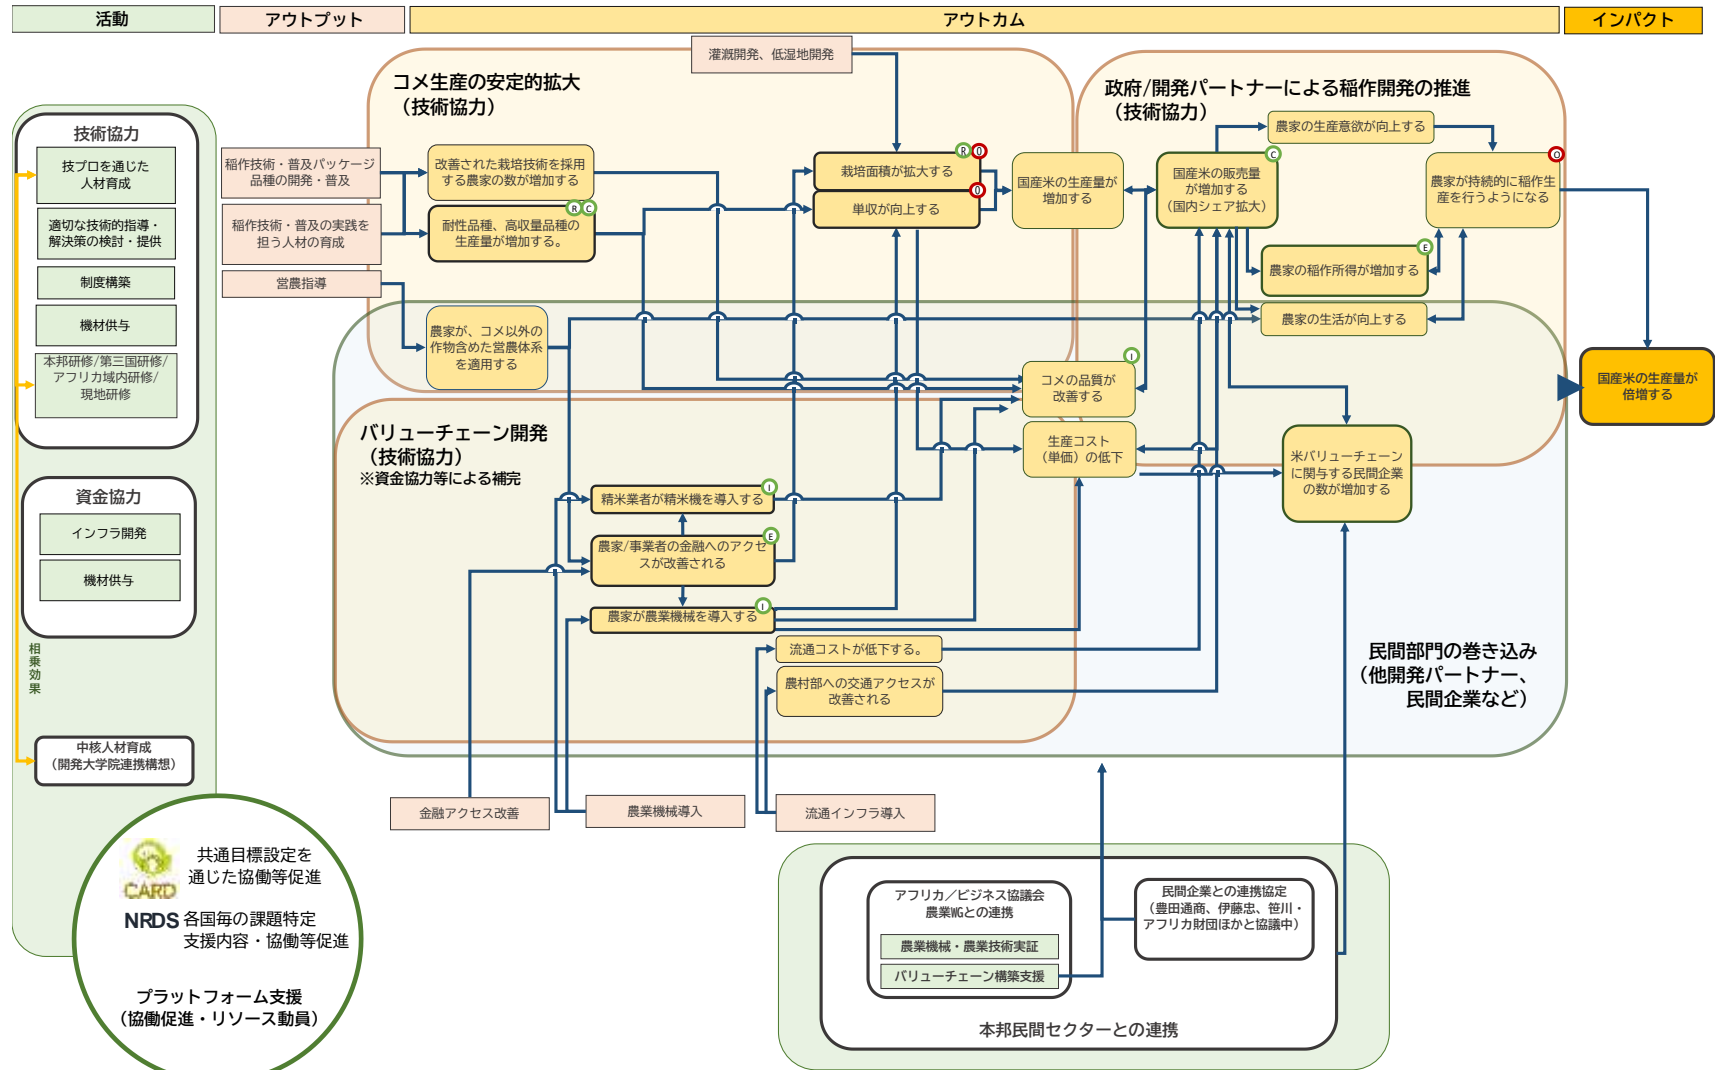 活動
アウトプット
アウトカム
インパクト
技術協力
技プロを通じた
人材育成
適切な技術的指導・
解決策の検討・提供
制度構築
機材供与
本邦研修/第三国研修/
アフリカ域内研修/
現地研修
資金協力
インフラ開発
機材供与
相
乗
効
果
中核人材育成
（開発大学院連携構想）
CARD
共通目標設定を
通じた協働等促進
NRDS 各国毎の課題特定
支援内容・協働等促進
プラットフォーム支援
（協働促進・リソース動員）
稲作技術・普及パッケージ
品種の開発・普及
稲作技術・普及の実践を
担う人材の育成
営農指導
コメ生産の安定的拡大
（技術協力）
灌漑開発、低湿地開発
改善された栽培技術を採用
する農家の数が増加する
R C
耐性品種、高収量品種の
生産量が増加する。
農家が、コメ以外の
作物含めた営農体系
を適用する
R O
栽培面積が拡大する
O
単収が向上する
国産米の生産量が
増加する
政府/開発パートナーによる稲作開発の推進
（技術協力）
農家の生産意欲が向上する
C
国産米の販売量
が増加する
（国内シェア拡大）
O
農家が持続的に稲作生
産を行うようになる
E
農家の稲作所得が増加する
農家の生活が向上する
I
コメの品質が
改善する
生産コスト
（単価）の低下
米バリューチェーン
に関与する民間企業
の数が増加する
国産米の生産量が
倍増する
バリューチェーン開発
（技術協力）
※資金協力等による補完
I
精米業者が精米機を導入する
E
農家/事業者の金融へのアクセ
スが改善される
I
農家が農業機械を導入する
流通コストが低下する。
農村部への交通アクセスが
改善される
民間部門の巻き込み
（他開発パートナー、
民間企業など）
金融アクセス改善
農業機械導入
流通インフラ導入
アフリカ／ビジネス協議会
農業WGとの連携
農業機械・農業技術実証
バリューチェーン構築支援
民間企業との連携協定
（豊田通商、伊藤忠、笹川・
アフリカ財団ほかと協議中）
本邦民間セクターとの連携